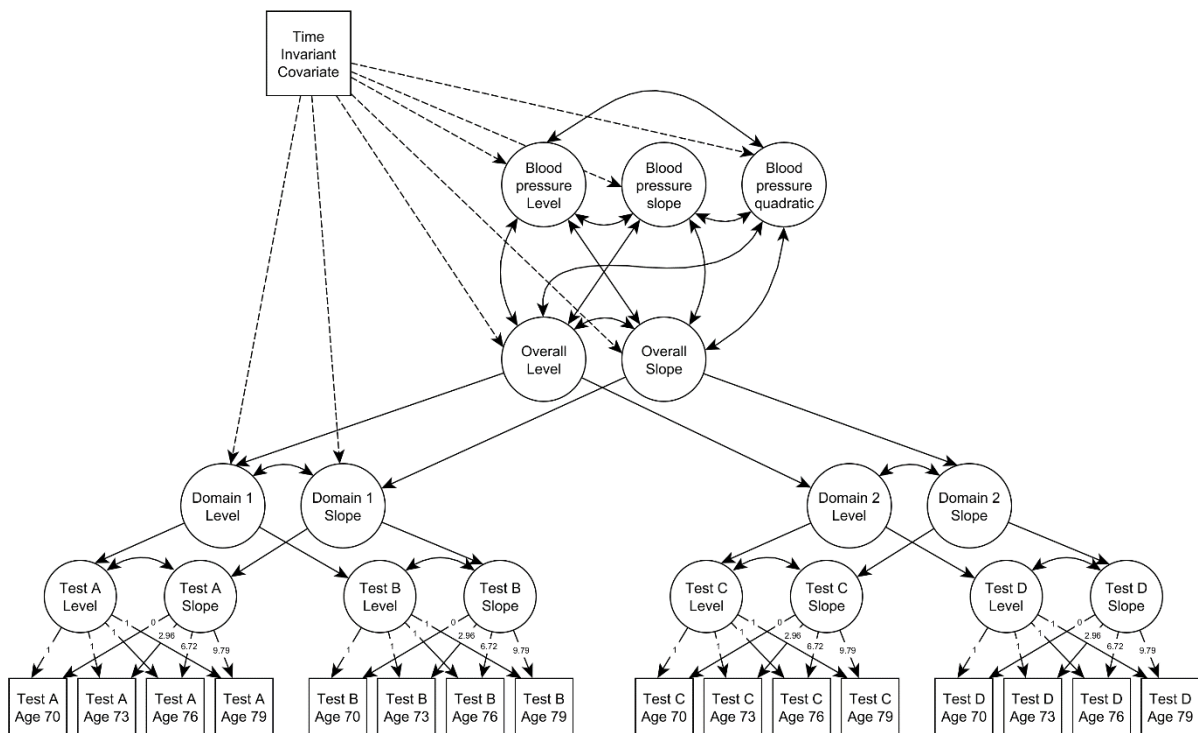 Time
Invariant
Covariate
Blood
pressure
Level
Blood
pressure
slope
Blood
pressure
quadratic
Overall
Level
Overall
Slope
Domain 1
Level
Domain 1
Slope
Domain 2
Level
Domain 2
Slope
Test A
Level
Test A
Slope
Test B
Level
Test B
Slope
Test C
Level
Test C
Slope
Test D
Level
Test D
Slope
1
1
1
1
0
2.96
6.72
9.79
1
1
1
1
0
2.96
6.72
9.79
1
1
1
1
0
2.96
6.72
9.79
1
1
1
1
0
2.96
6.72
9.79
Test A
Age 70
Test A
Age 73
Test A
Age 76
Test A
Age 79
Test B
Age 70
Test B
Age 73
Test B
Age 76
Test B
Age 79
Test C
Age 70
Test C
Age 73
Test C
Age 76
Test C
Age 79
Test D
Age 70
Test D
Age 73
Test D
Age 76
Test D
Age 79